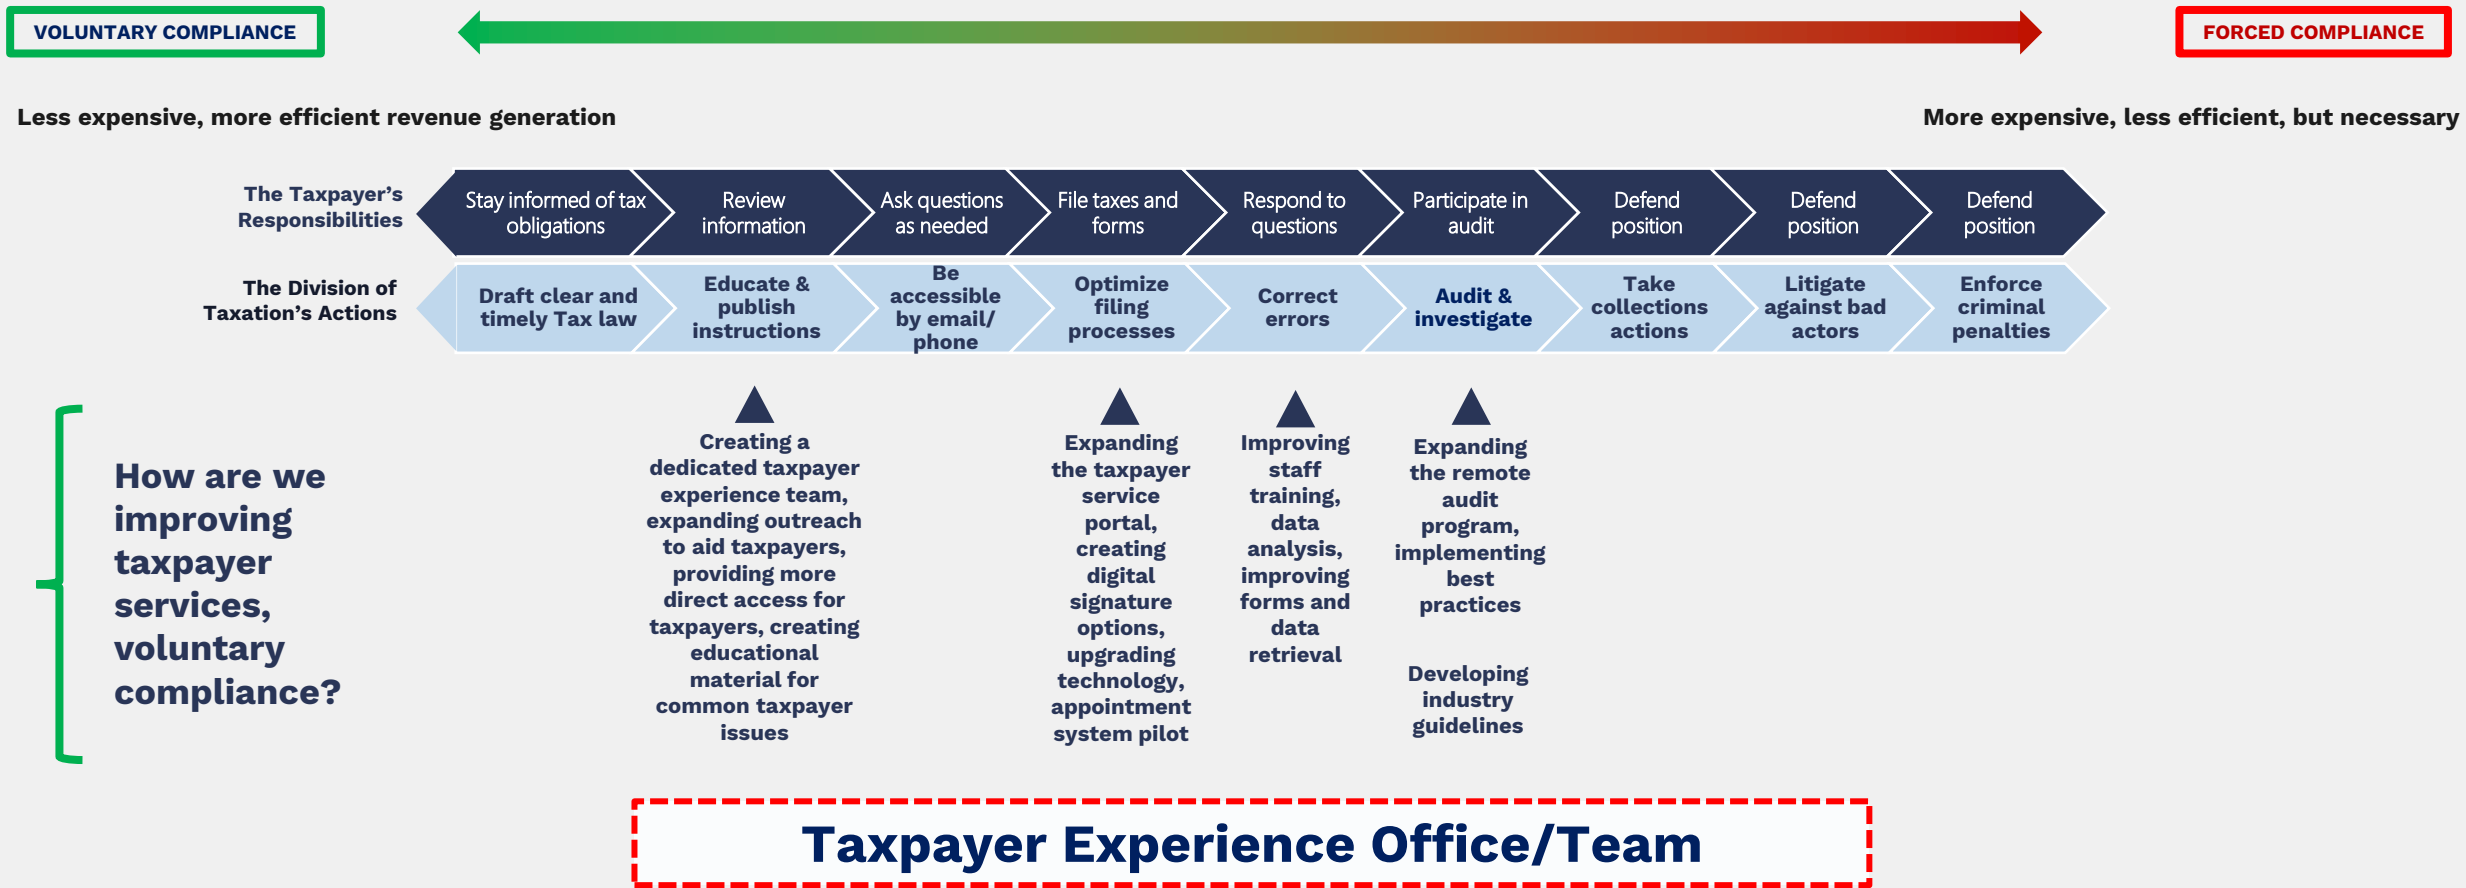 VOLUNTARY COMPLIANCE
FORCED COMPLIANCE
Less expensive, more efficient revenue generation
More expensive, less efficient, but necessary
The Taxpayer’s
Responsibilities
Stay informed of tax
obligations
Review
information
Ask questions
as needed
File taxes and
forms
Respond to
questions
Participate in
audit
Defend
position
Defend
position
Defend
position
The Division of
Taxation’s Actions
Draft clear and
timely Tax law
Educate &
publish
instructions
Be
accessible
by email/
phone
Optimize
filing
processes
Correct
errors
Audit &
investigate
Take
collections
actions
Litigate
against bad
actors
Enforce
criminal
penalties
How are we
improving
taxpayer
services,
voluntary
compliance?
Creating a
dedicated taxpayer
experience team,
expanding outreach
to aid taxpayers,
providing more
direct access for
taxpayers, creating
educational
material for
common taxpayer
issues
Expanding
the taxpayer
service
portal,
creating
digital
signature
options,
upgrading
technology,
appointment
system pilot
Improving
staff
training,
data
analysis,
improving
forms and
data
retrieval
Expanding
the remote
audit
program,
implementing
best
practices
Developing
industry
guidelines
Taxpayer Experience Office/Team